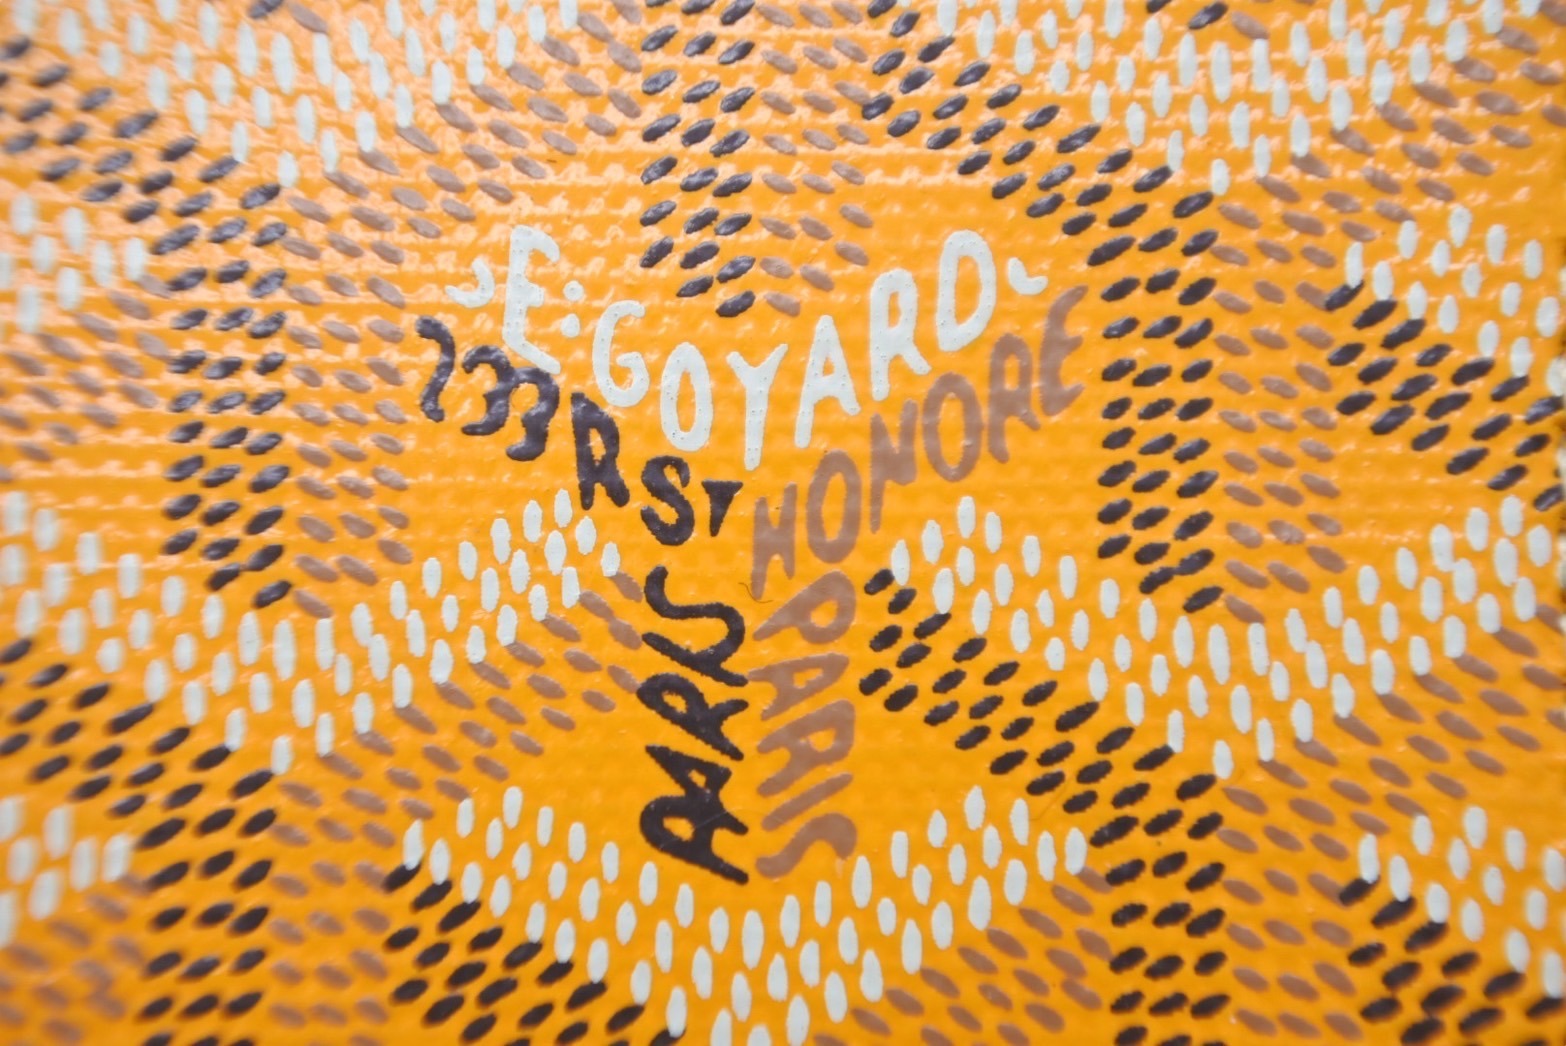 E:GOYARD
233 R ST
HONORE
PARIS
PARIS